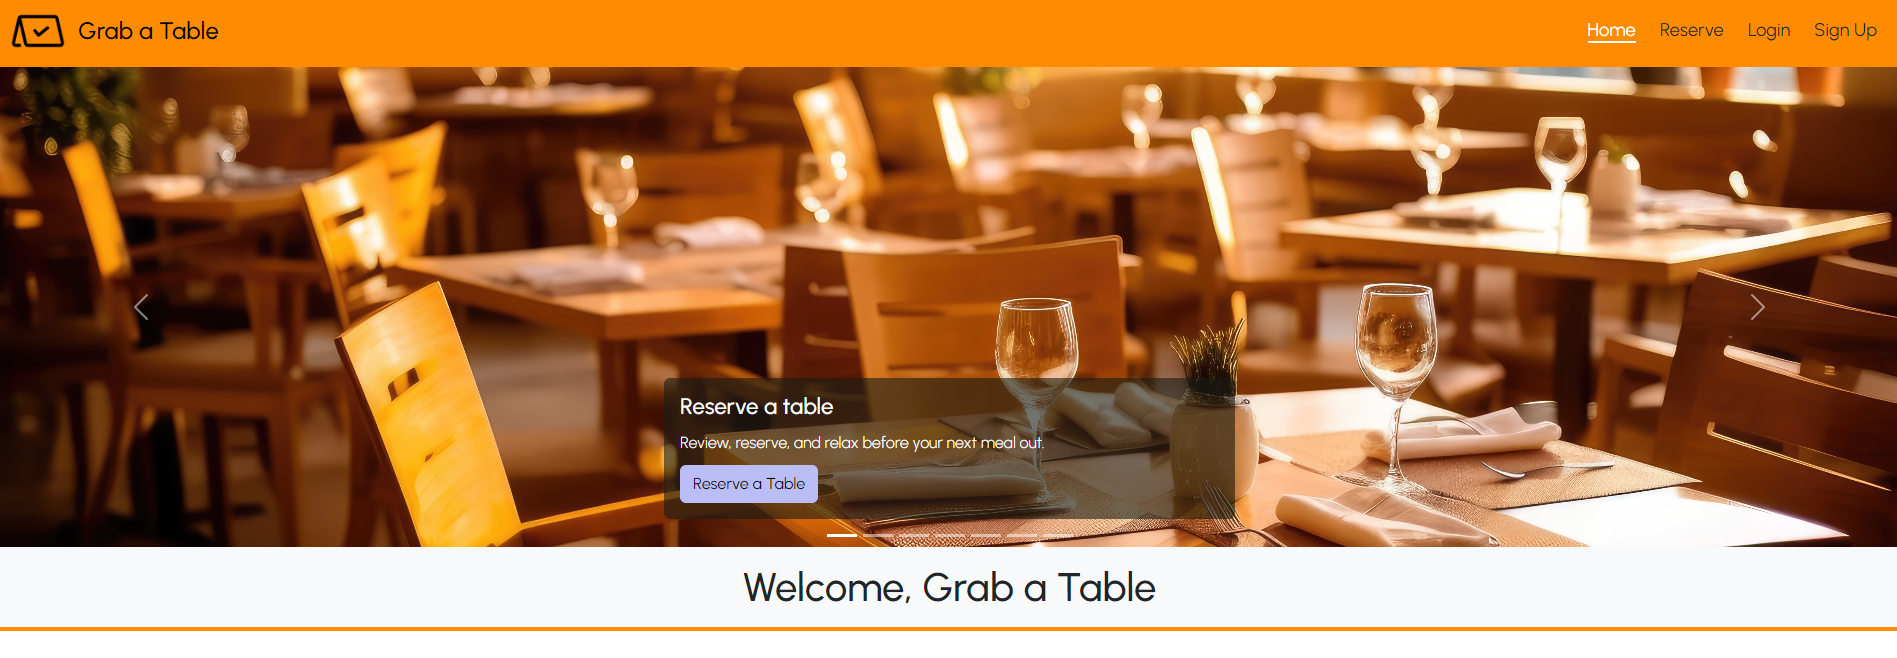 Grab a Table
Home Reserve Login Sign Up
Reserve a table
Review, reserve, and relax before your next meal out.
Reserve a Table
Welcome, Grab a Table